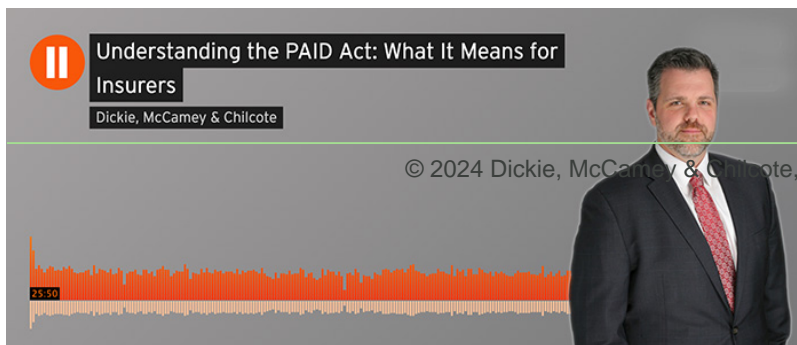 Understanding the PAID Act: What It Means for
Insurers
Dickie, McCamey & Chilcote
© 2024 Dickie, McCamey & Chilcote,
25:50